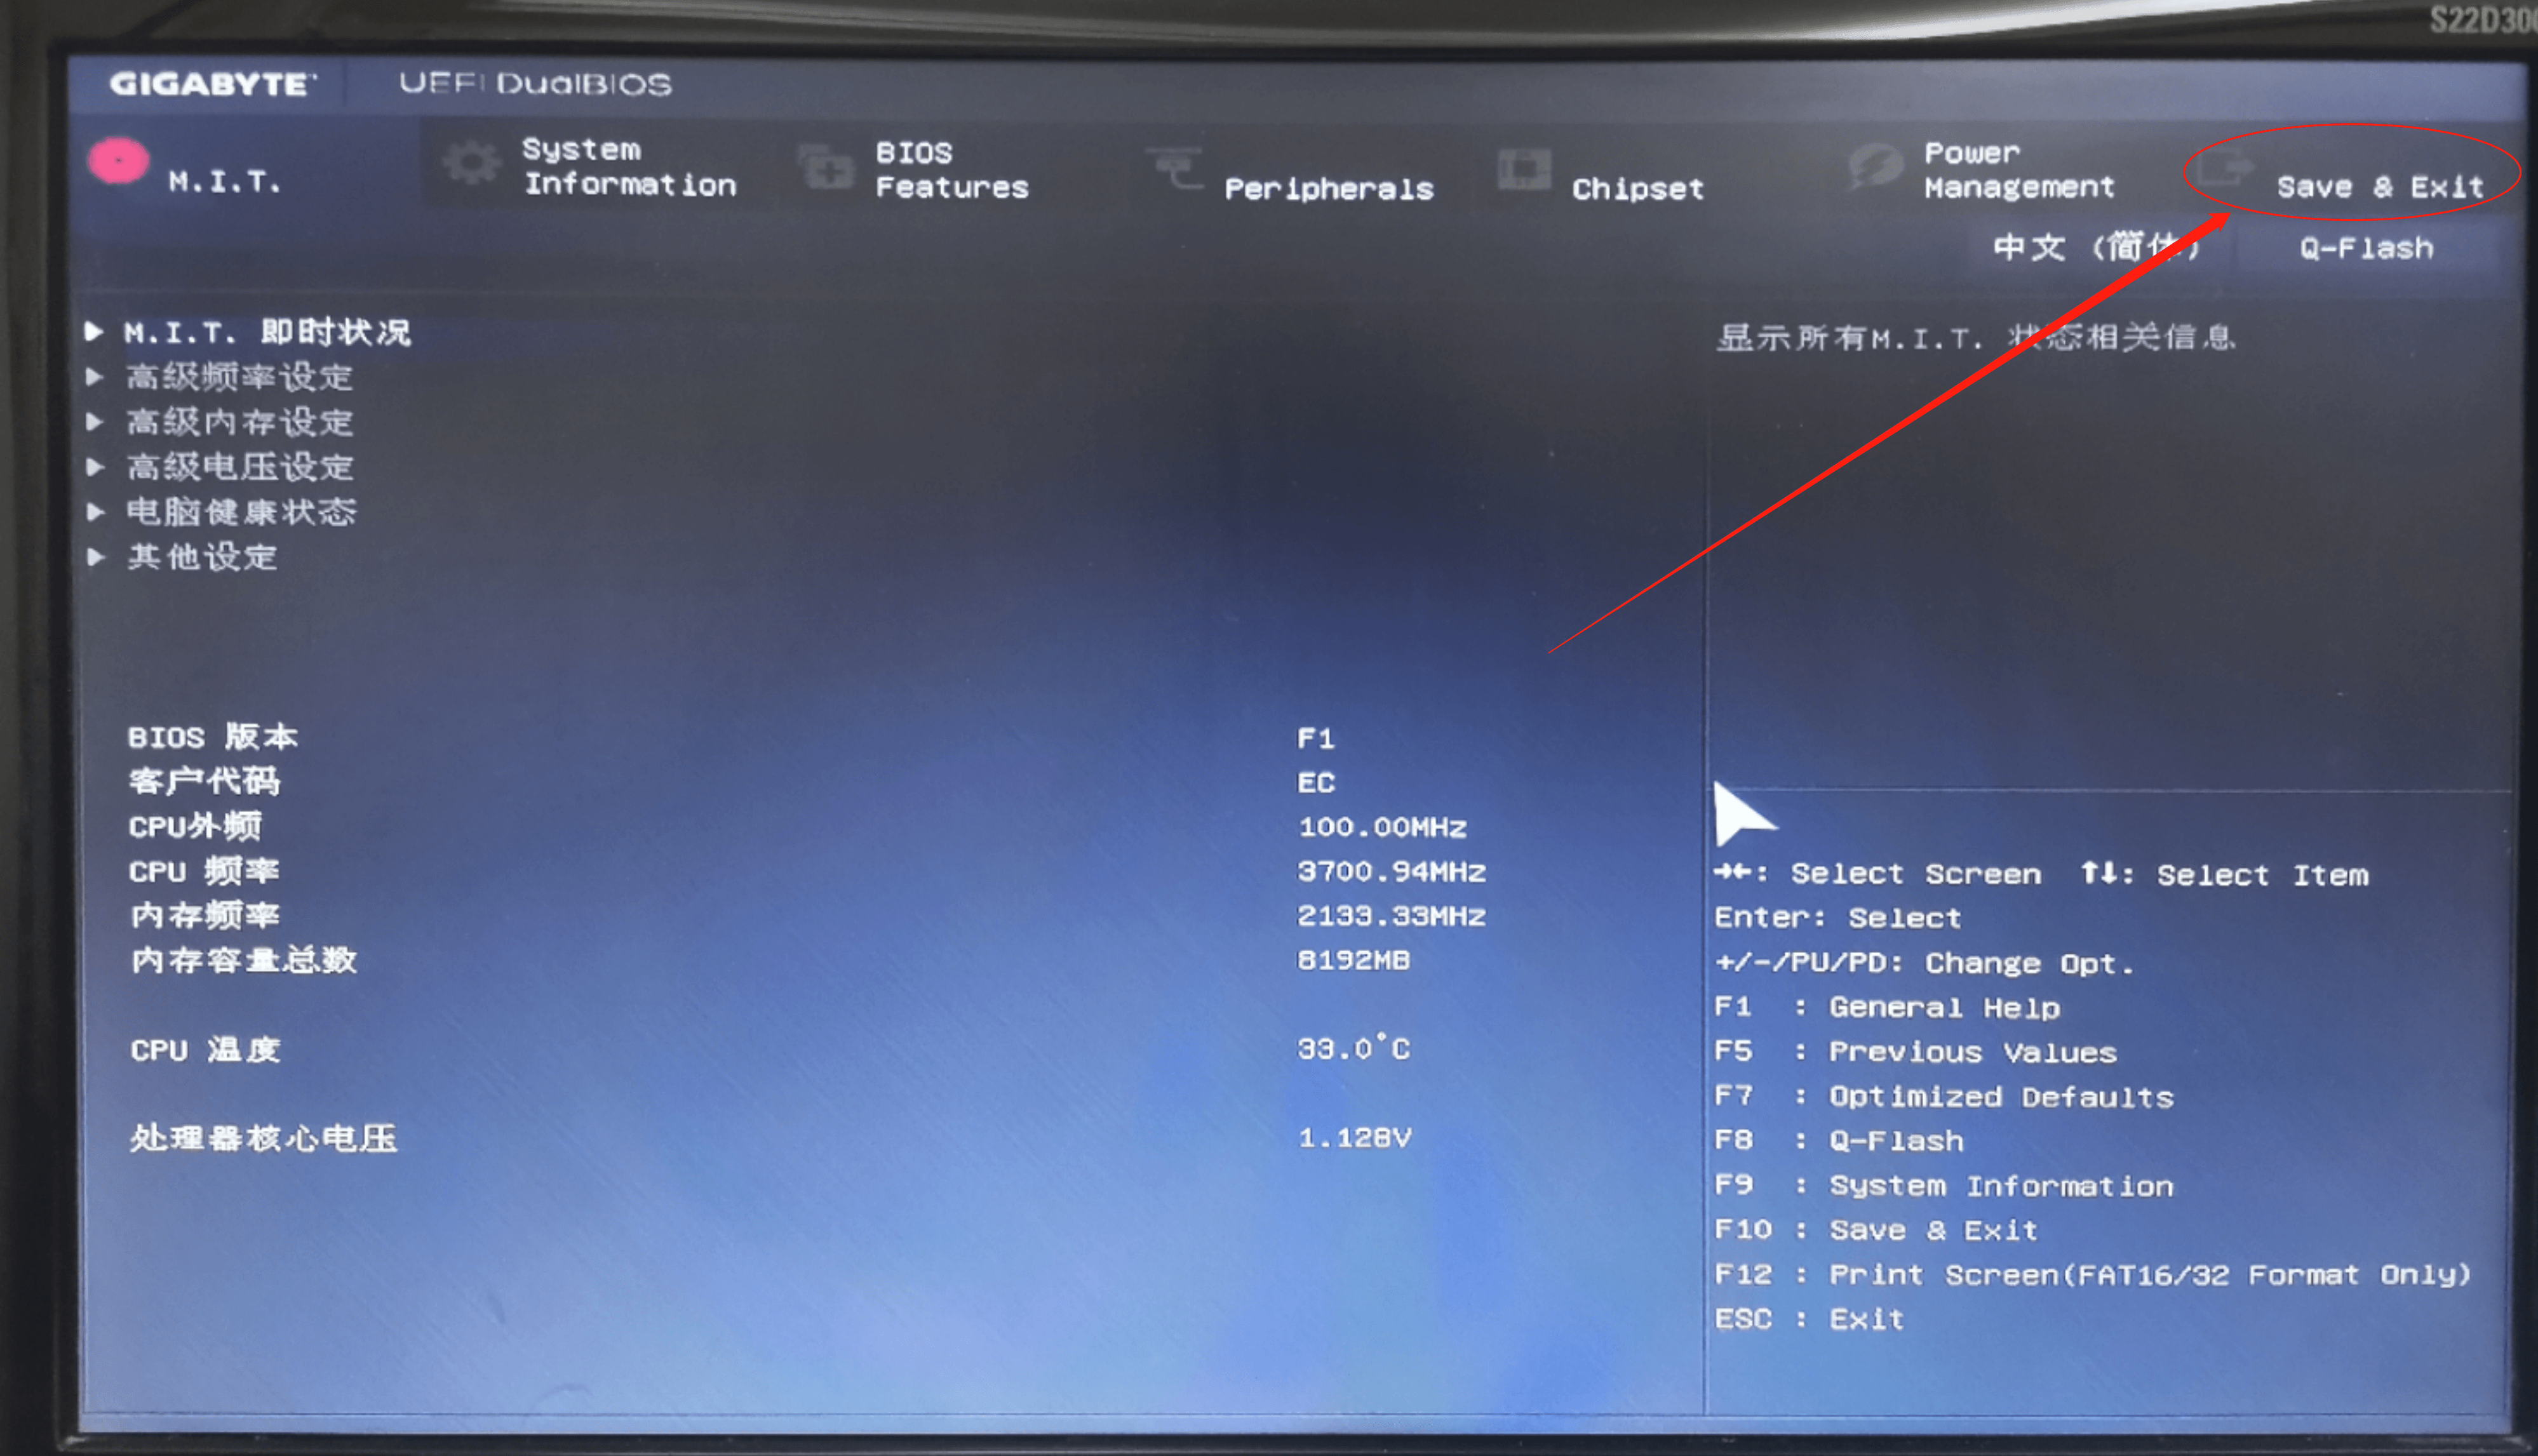 S22D300
GIGABYTE UEFI DualBIOS
M.I.T.
System Information
BIOS Features
Peripherals
Chipset
Power Management
Save & Exit
中文 (简体) Q-Flash
M.I.T. 即时状况
高级频率设定
高级内存设定
高级电压设定
电脑健康状态
其他设定
显示所有M.I.T. 状态相关信息
BIOS 版本 F1
客户代码 EC
CPU外频 100.00MHz
CPU 频率 3700.94MHz
内存频率 2133.33MHz
内存容量总数 8192MB
CPU 温度 33.0°C
处理器核心电压 1.128V
→←: Select Screen ↑↓: Select Item
Enter: Select
+/-/PU/PD: Change Opt.
F1 : General Help
F5 : Previous Values
F7 : Optimized Defaults
F8 : Q-Flash
F9 : System Information
F10 : Save & Exit
F12 : Print Screen(FAT16/32 Format Only)
ESC : Exit